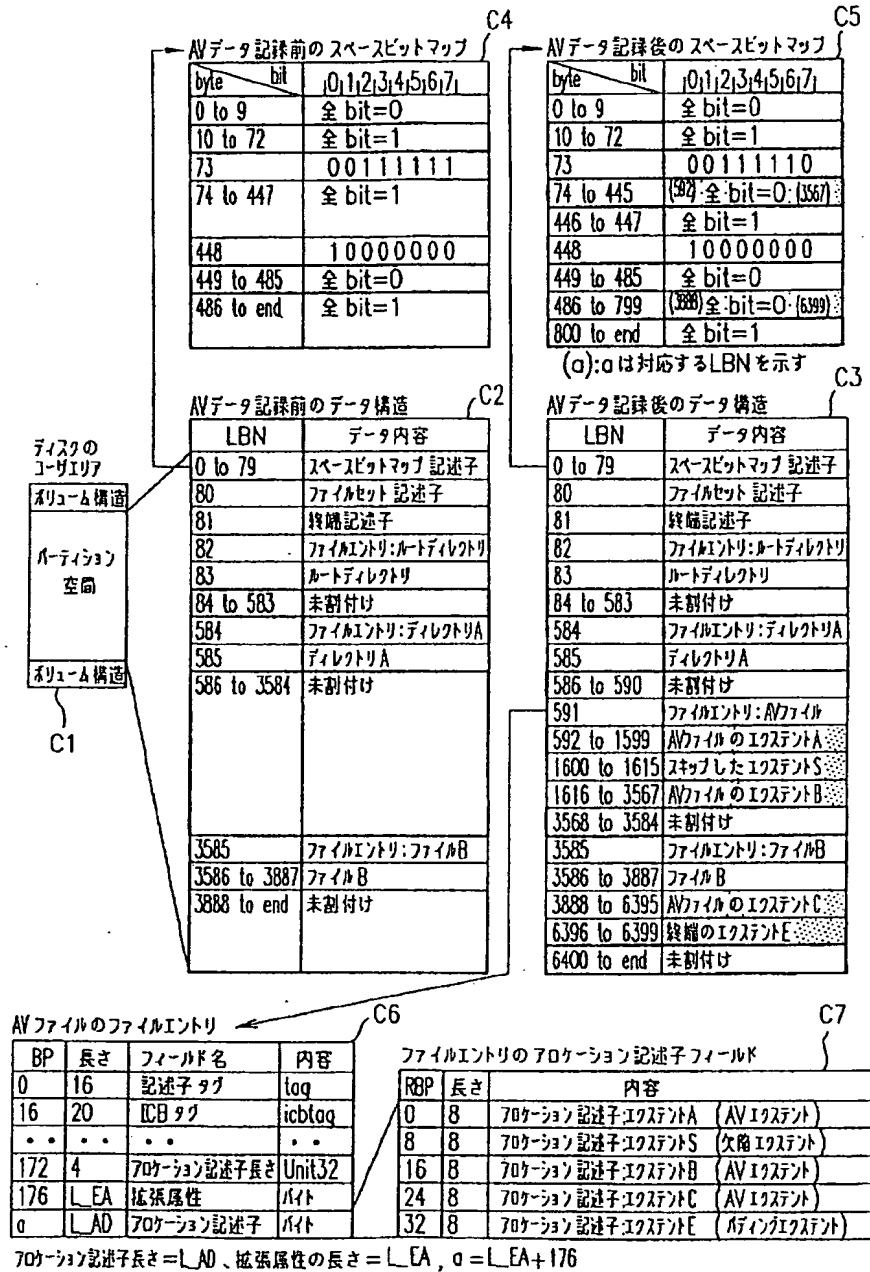 C4
AVデータ記録前のスペースビットマップ
byte bit 0 1 2 3 4 5 6 7
0 to 9 全 bit=0
10 to 72 全 bit=1
73 00111111
74 to 447 全 bit=1
448 10000000
449 to 485 全 bit=0
486 to end 全 bit=1
C5
AVデータ記録後のスペースビットマップ
byte bit 0 1 2 3 4 5 6 7
0 to 9 全 bit=0
10 to 72 全 bit=1
73 00111110
74 to 445 (592) 全 bit=0 (3567)
446 to 447 全 bit=1
448 10000000
449 to 485 全 bit=0
486 to 799 (3888) 全 bit=0 (6399)
800 to end 全 bit=1
(a):aは対応するLBNを示す
ディスクの
ユーザエリア
ボリューム構造
パーティション
空間
ボリューム構造
C1
AVデータ記録前のデータ構造
C2
LBN データ内容
0 to 79 スペースビットマップ記述子
80 ファイルセット記述子
81 終端記述子
82 ファイルエントリ:ルートディレクトリ
83 ルートディレクトリ
84 to 583 未割付け
584 ファイルエントリ:ディレクトリA
585 ディレクトリA
586 to 3584 未割付け
3585 ファイルエントリ:ファイルB
3586 to 3887 ファイルB
3888 to end 未割付け
AVデータ記録後のデータ構造
C3
LBN データ内容
0 to 79 スペースビットマップ記述子
80 ファイルセット記述子
81 終端記述子
82 ファイルエントリ:ルートディレクトリ
83 ルートディレクトリ
84 to 583 未割付け
584 ファイルエントリ:ディレクトリA
585 ディレクトリA
586 to 590 未割付け
591 ファイルエントリ:AVファイル
592 to 1599 AVファイルのエクステントA
1600 to 1615 スキップしたエクステントS
1616 to 3567 AVファイルのエクステントB
3568 to 3584 未割付け
3585 ファイルエントリ:ファイルB
3586 to 3887 ファイルB
3888 to 6395 AVファイルのエクステントC
6396 to 6399 終端のエクステントE
6400 to end 未割付け
AVファイルのファイルエントリ
C6
BP 長さ フィールド名 内容
0 16 記述子タグ tag
16 20 ICBタグ icbtag
・・ ・・ ・・ ・・
172 4 アロケーション記述子長さ Unit32
176 L_EA 拡張属性 バイト
a L_AD アロケーション記述子 バイト
アロケーション記述子長さ=L_AD、拡張属性の長さ=L_EA, a=L_EA+176
ファイルエントリのアロケーション記述子フィールド
C7
RBP 長さ 内容
0 8 アロケーション記述子:エクステントA (AVエクステント)
8 8 アロケーション記述子:エクステントS (欠陥エクステント)
16 8 アロケーション記述子:エクステントB (AVエクステント)
24 8 アロケーション記述子:エクステントC (AVエクステント)
32 8 アロケーション記述子:エクステントE (パディングエクステント)